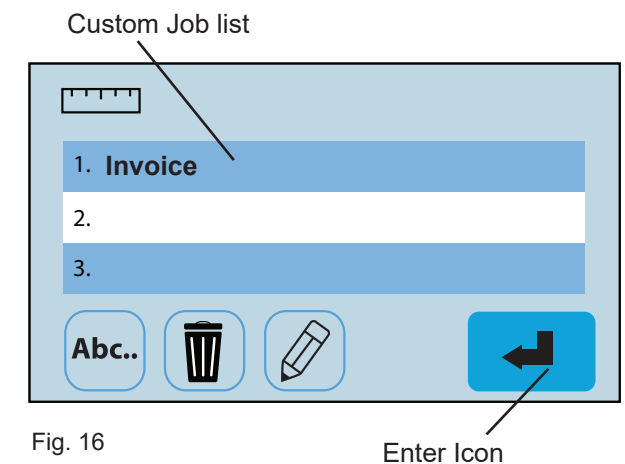 Custom Job list
1. Invoice
2.
3.
Abc..
Fig. 16
Enter Icon